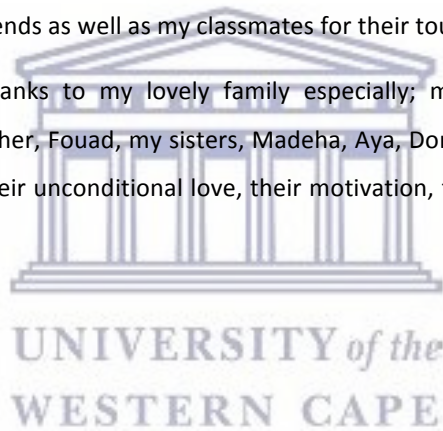 ends as well as my classmates for their tou
anks to my lovely family especially; m
her, Fouad, my sisters, Madeha, Aya, Dor
eir unconditional love, their motivation, t
UNIVERSITY of the
WESTERN CAPE